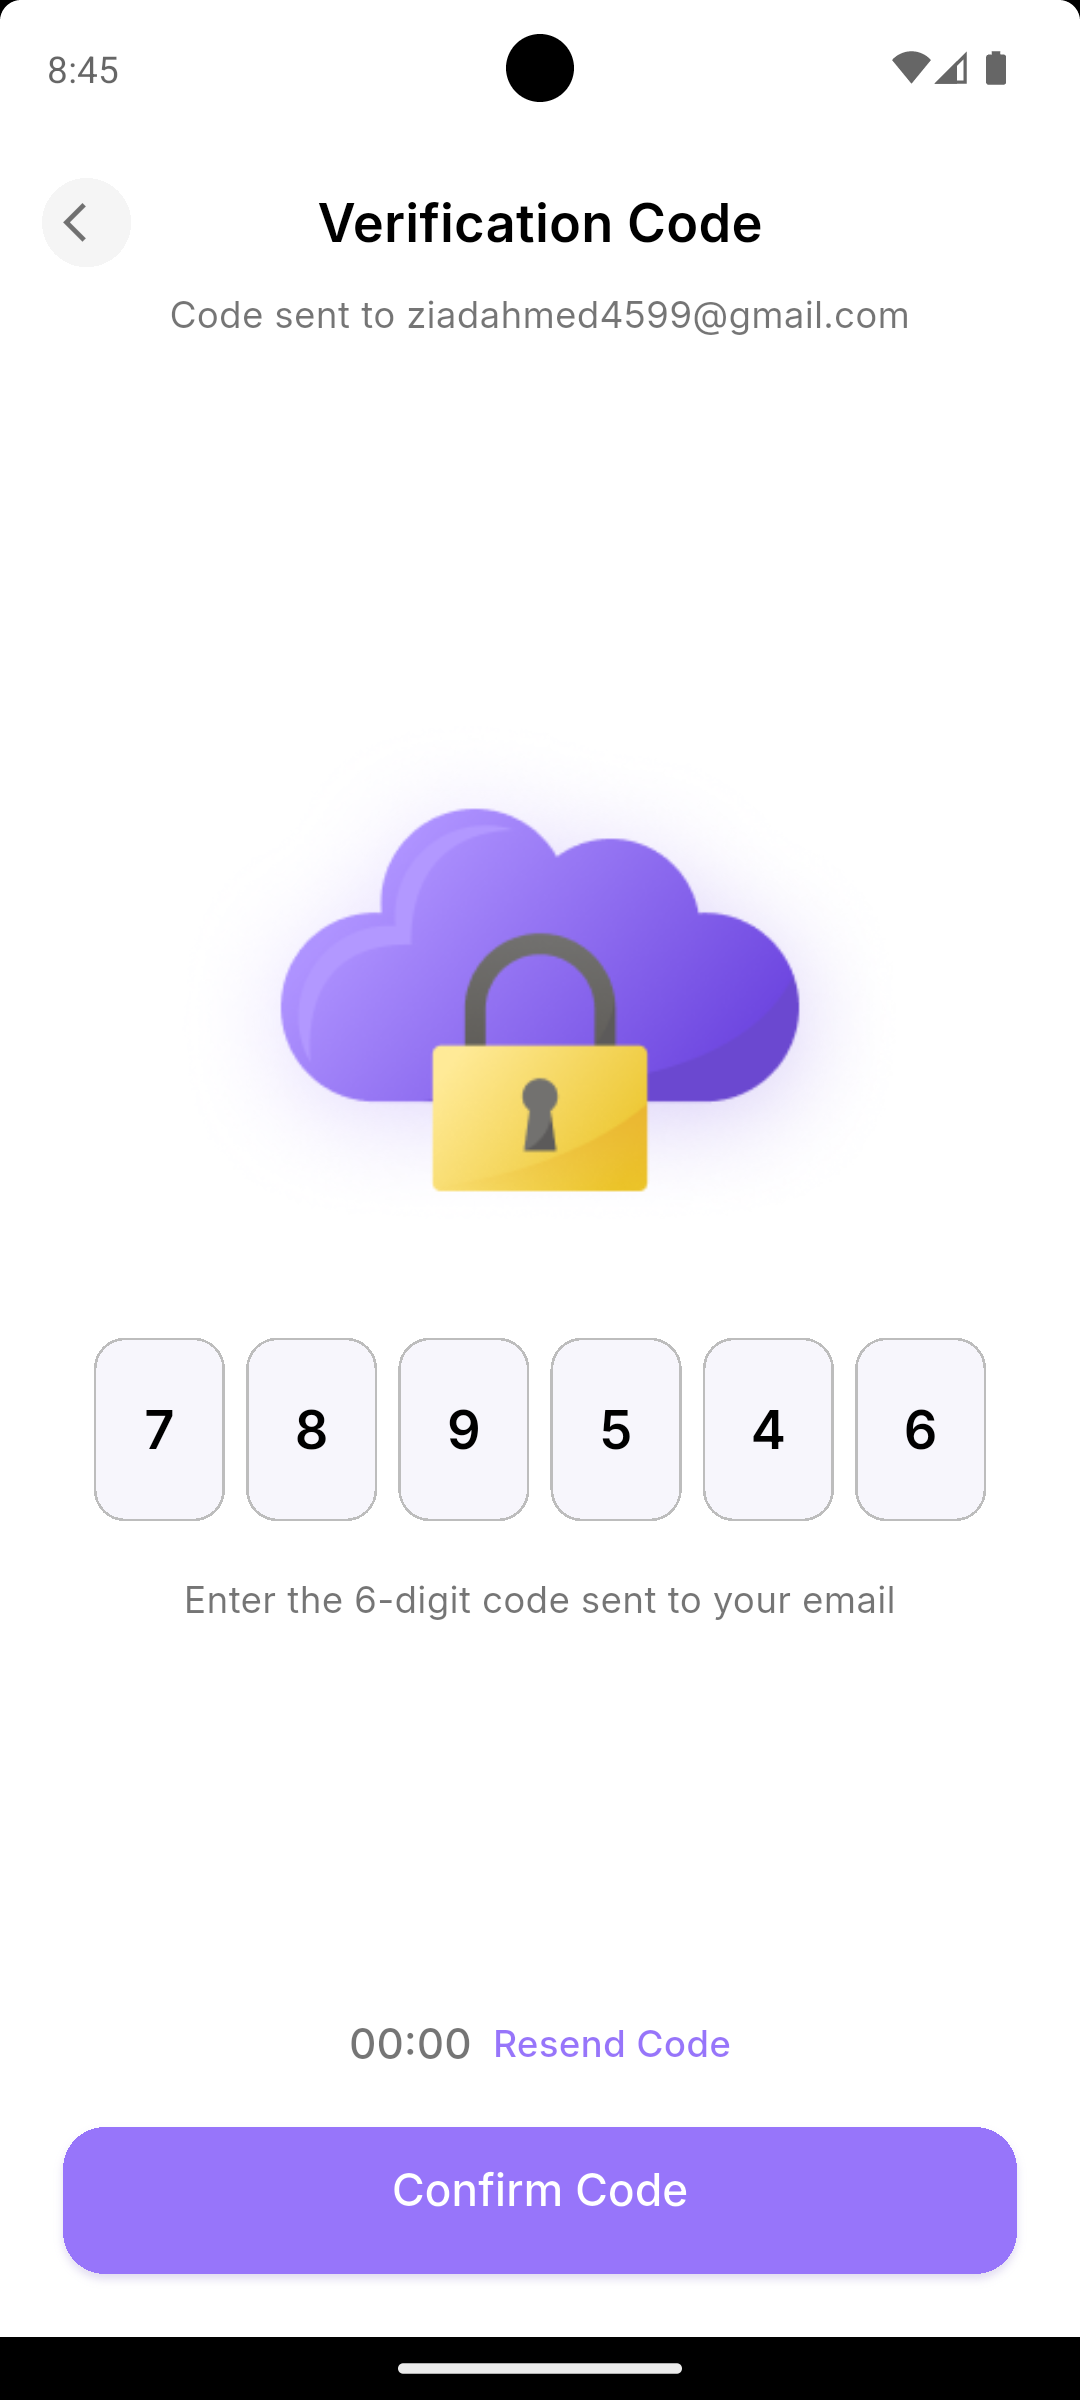 8:45
Verification Code
Code sent to ziadahmed4599@gmail.com
7 8 9 5 4 6
Enter the 6-digit code sent to your email
00:00 Resend Code
Confirm Code